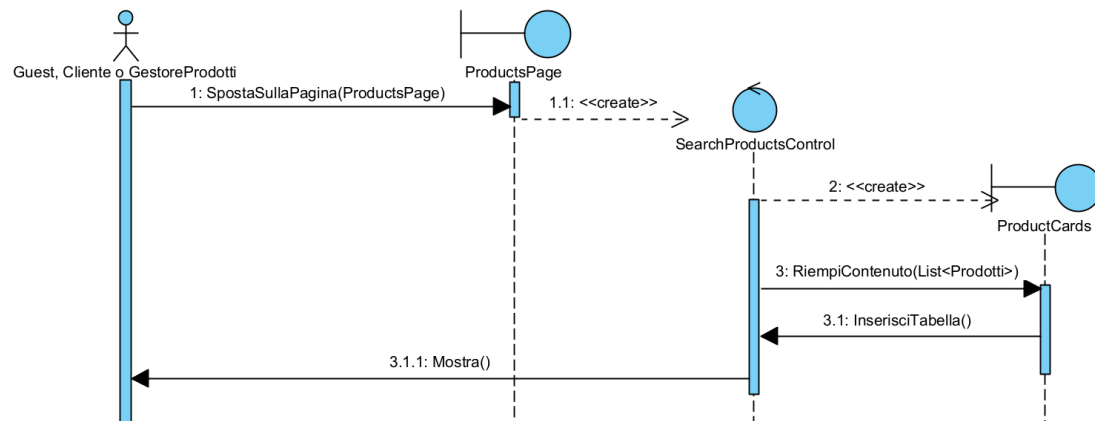 Guest, Cliente o GestoreProdotti
ProductsPage
1: SpostaSullaPagina(ProductsPage)
1.1: <<create>>
SearchProductsControl
2: <<create>>
ProductCards
3: RiempiContenuto(List<Prodotti>)
3.1: InserisciTabella()
3.1.1: Mostra()